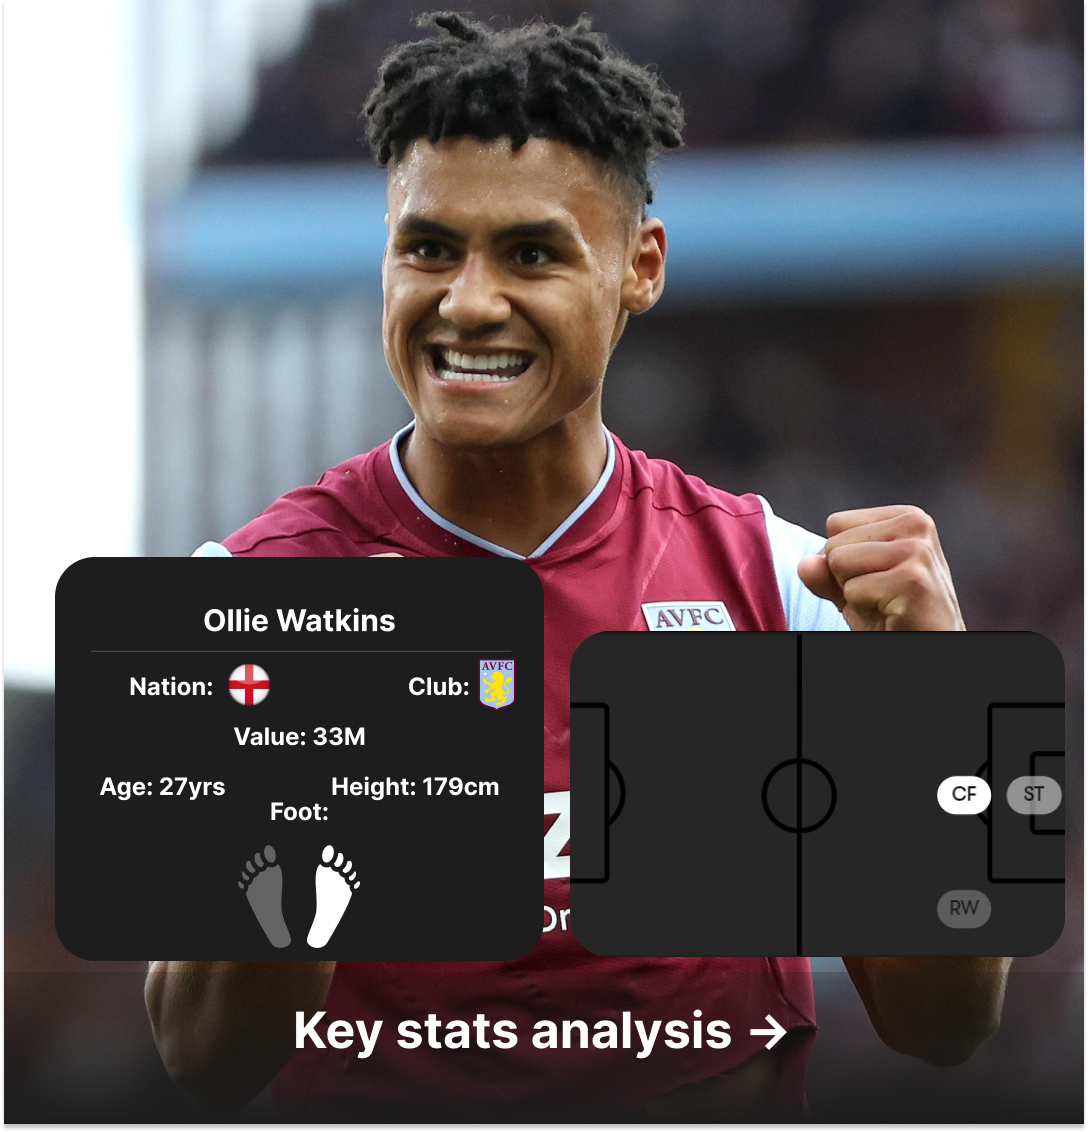 AVFC
Ollie Watkins
Nation:
Club: AVFC
Value: 33M
Age: 27yrs Height: 179cm
Foot:
CF ST
RW
Key stats analysis →